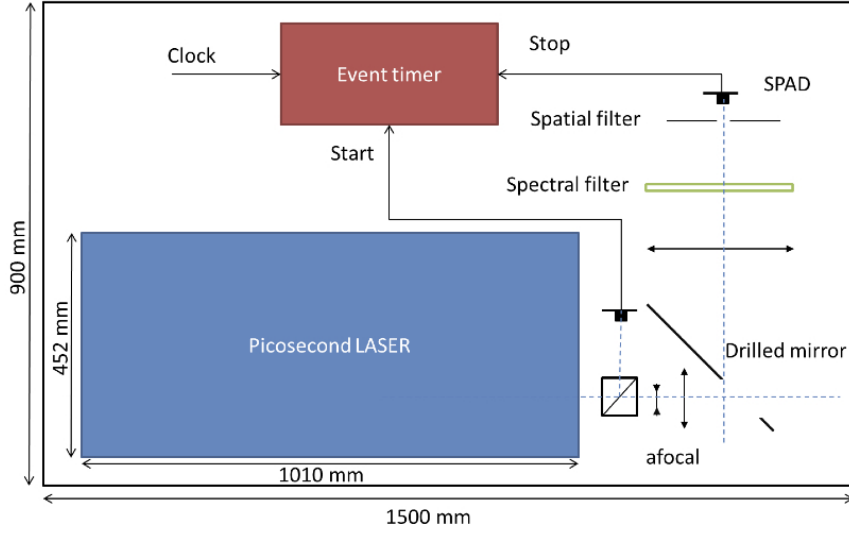 Clock
Event timer
Stop
SPAD
Spatial filter
Start
Spectral filter
900 mm
452 mm
Picosecond LASER
Drilled mirror
afocal
1010 mm
1500 mm